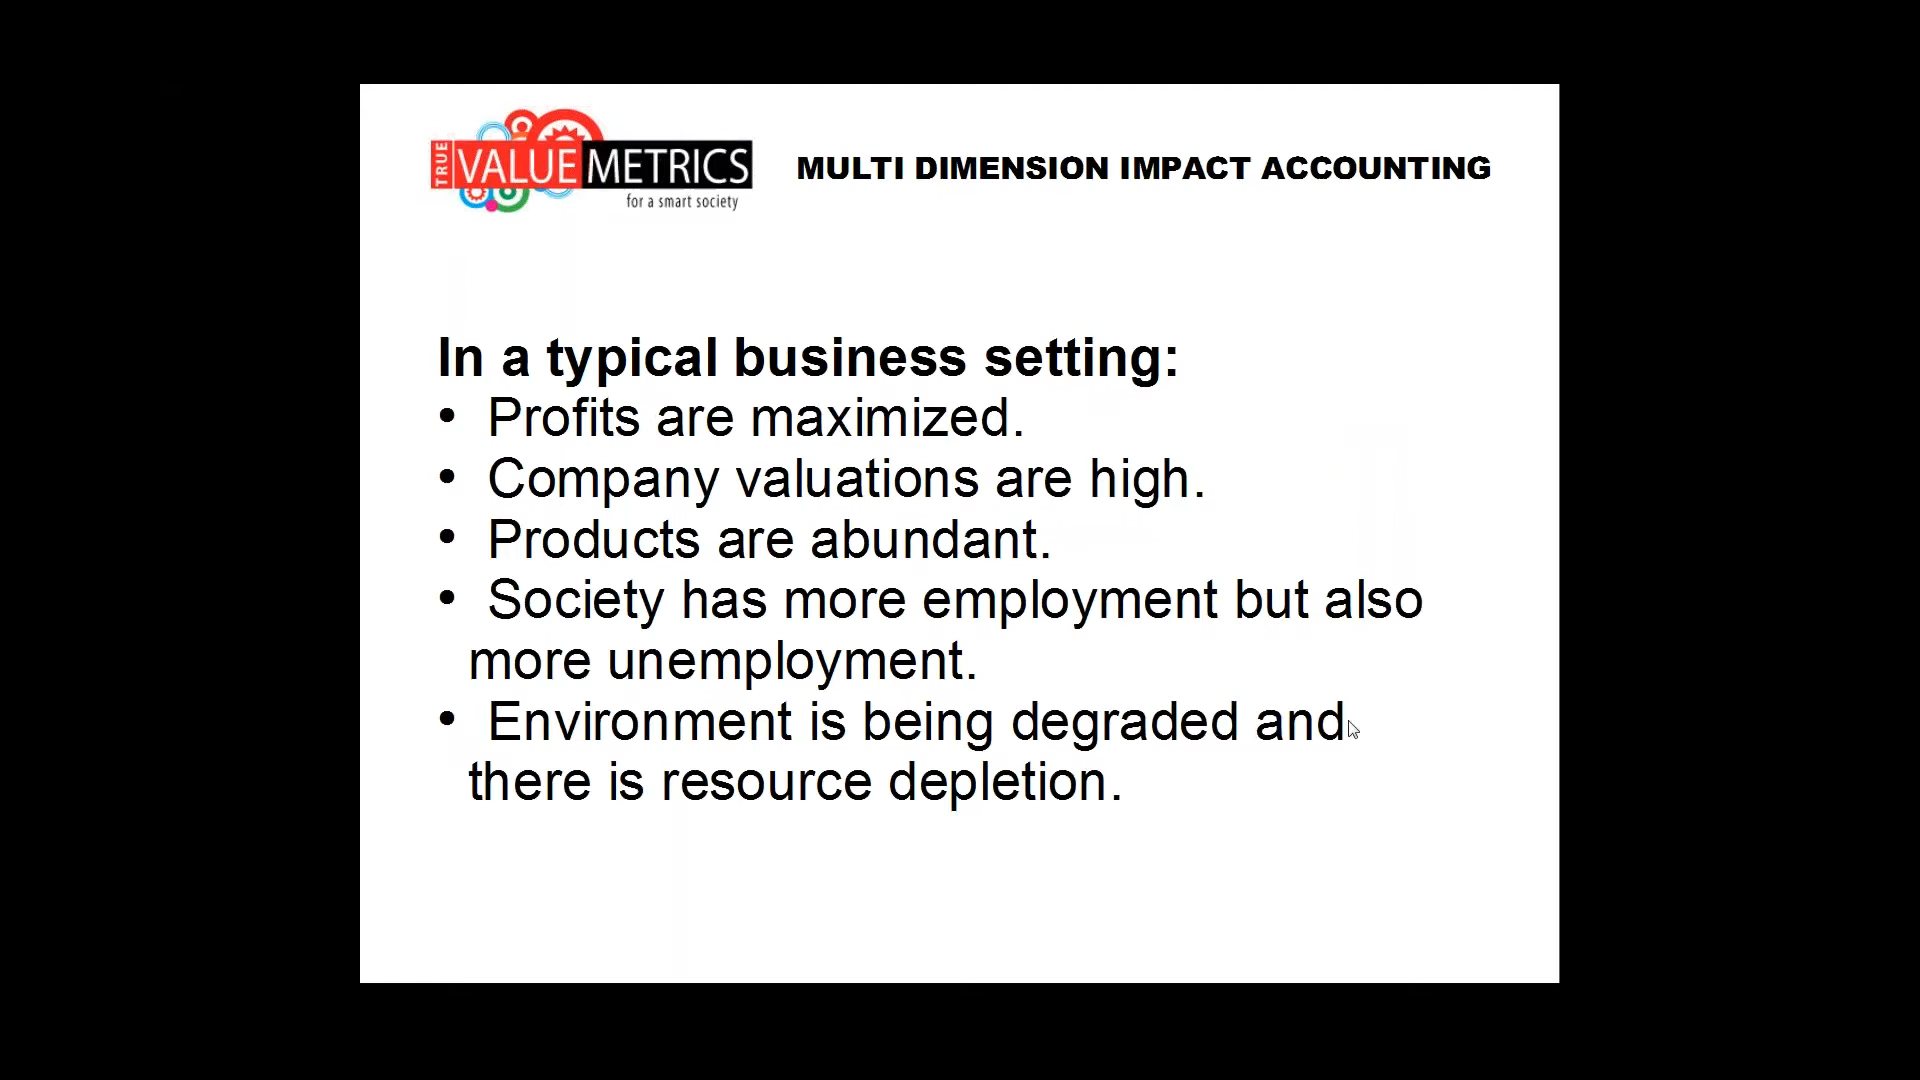 TRUE VALUE METRICS
for a smart society
MULTI DIMENSION IMPACT ACCOUNTING
In a typical business setting:
• Profits are maximized.
• Company valuations are high.
• Products are abundant.
• Society has more employment but also
more unemployment.
• Environment is being degraded and
there is resource depletion.